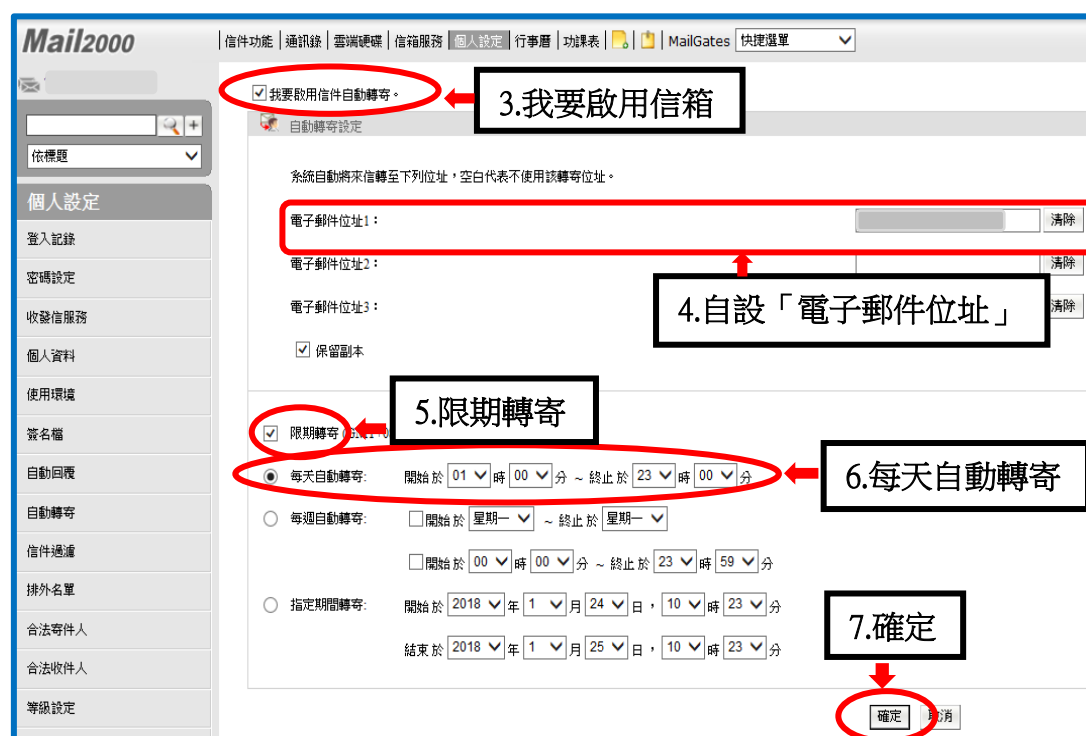 Mail2000
信件功能 | 通訊錄 | 雲端硬碟 | 信箱服務 | 個人設定 | 行事曆 | 功課表 | MailGates 快捷選單
我要啟用信件自動轉寄。
3.我要啟用信箱
自動轉寄設定
依標題
系統自動將來信轉至下列位址，空白代表不使用該轉寄位址。
個人設定
登入記錄
密碼設定
收發信服務
個人資料
使用環境
簽名檔
自動回覆
自動轉寄
信件過濾
排外名單
合法寄件人
合法收件人
等級設定
電子郵件位址1： 清除
電子郵件位址2： 清除
電子郵件位址3： 清除
4.自設「電子郵件位址」
保留副本
5.限期轉寄
限期轉寄
每天自動轉寄: 開始於 01 時 00 分 ~ 終止於 23 時 00 分
6.每天自動轉寄
每週自動轉寄: 開始於 星期一 ~ 終止於 星期一
開始於 00 時 00 分 ~ 終止於 23 時 59 分
指定期間轉寄: 開始於 2018 年 1 月 24 日， 10 時 23 分
結束於 2018 年 1 月 25 日， 10 時 23 分
7.確定
確定 取消